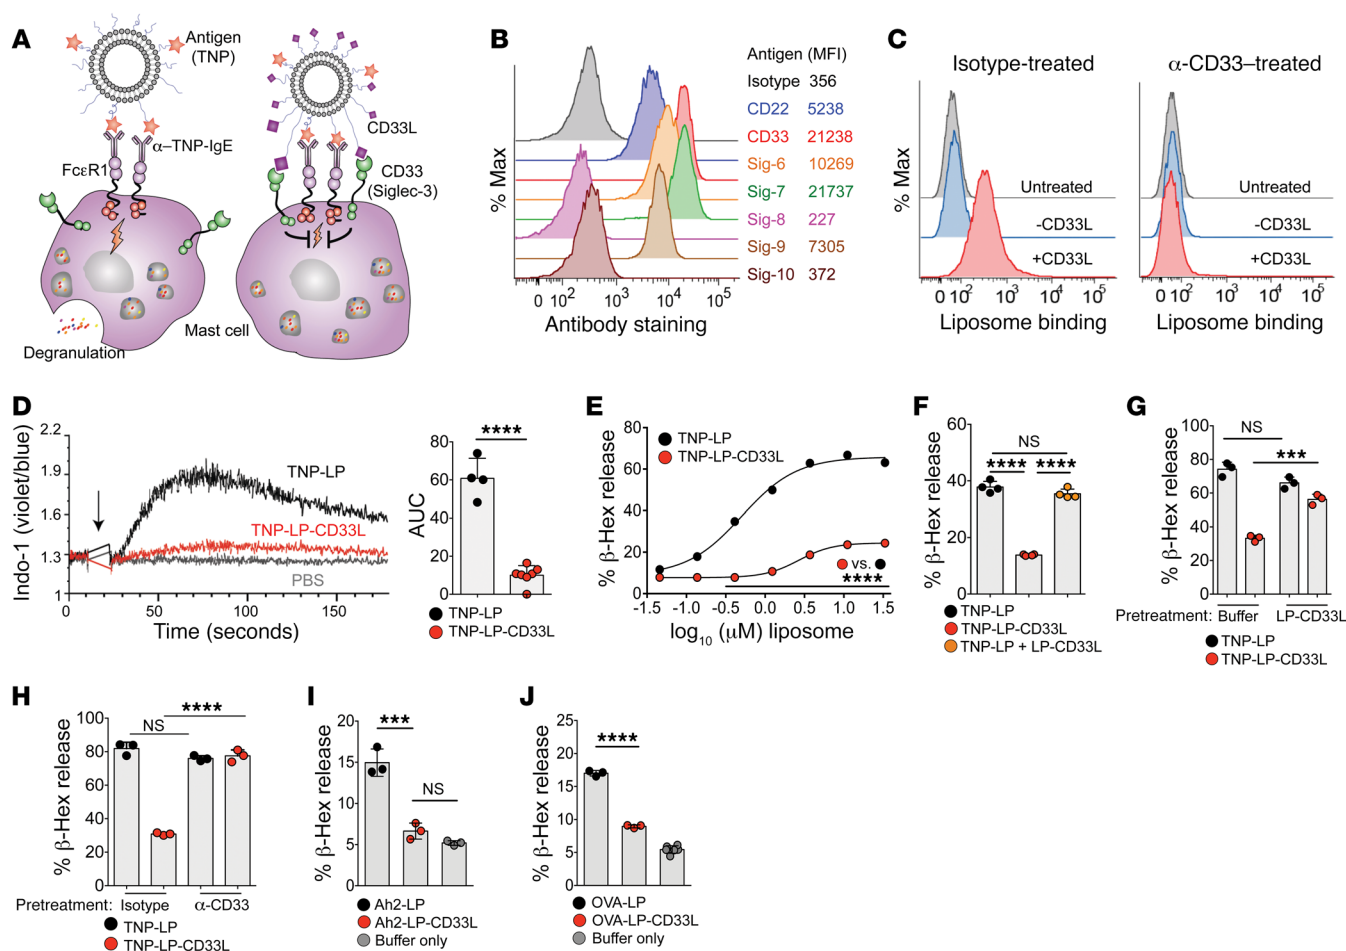 A
Antigen
(TNP)
α–TNP-IgE
FcεR1
CD33L
CD33
(Siglec-3)
Mast cell
Degranulation
B
% Max
Antigen (MFI)
Isotype 356
CD22 5238
CD33 21238
Sig-6 10269
Sig-7 21737
Sig-8 227
Sig-9 7305
Sig-10 372
0 10² 10³ 10⁴ 10⁵
Antibody staining
C
Isotype-treated
α-CD33–treated
% Max
Untreated
-CD33L
+CD33L
Untreated
-CD33L
+CD33L
0 10² 10³ 10⁴ 10⁵
0 10² 10³ 10⁴ 10⁵
Liposome binding
Liposome binding
D
Indo-1 (violet/blue)
2.2
1.9
1.6
1.3
1
TNP-LP
TNP-LP-CD33L
PBS
0 50 100 150
Time (seconds)
AUC
80
60
40
20
0
****
TNP-LP
TNP-LP-CD33L
E
% β-Hex release
80
60
40
20
0
TNP-LP
TNP-LP-CD33L
vs.
****
-1.5 -1.0 -0.5 0.0 0.5 1.0 1.5
log₁₀ (μM) liposome
F
% β-Hex release
60
40
20
0
NS
**** ****
TNP-LP
TNP-LP-CD33L
TNP-LP + LP-CD33L
G
% β-Hex release
100
80
60
40
20
0
NS
***
Pretreatment: Buffer LP-CD33L
TNP-LP
TNP-LP-CD33L
H
% β-Hex release
100
80
60
40
20
0
****
NS
Pretreatment: Isotype α-CD33
TNP-LP
TNP-LP-CD33L
I
% β-Hex release
20
15
10
5
0
***
NS
Ah2-LP
Ah2-LP-CD33L
Buffer only
J
% β-Hex release
25
20
15
10
5
0
****
OVA-LP
OVA-LP-CD33L
Buffer only